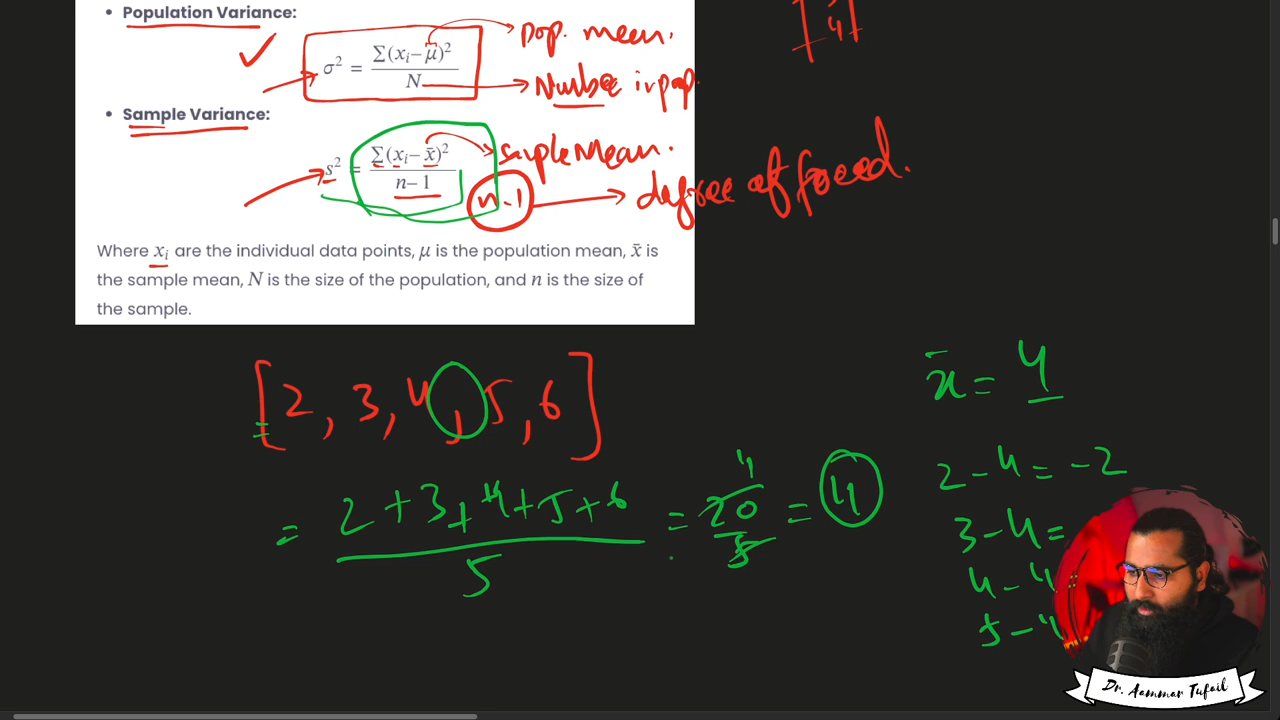 • Population Variance:
σ² = Σ(xᵢ−μ)² / N
pop. mean.
Number in pop
• Sample Variance:
s² = Σ(xᵢ−x̄)² / n−1
sample Mean.
n-1
degree of
Where xᵢ are the individual data points, μ is the population mean, x̄ is
the sample mean, N is the size of the population, and n is the size of
the sample.
[2, 3, 4, 5, 6]
= 2+3+4+5+6 / 5 = 20 / 5 4 = 4
x̄ = 4
2-4=-2
3-4=
4-4
5-4
Dr. Aammar Tufail